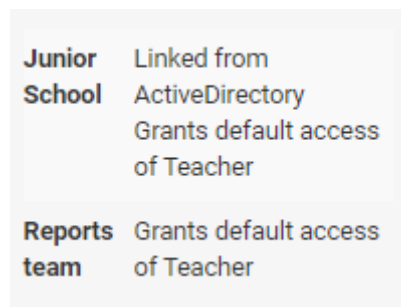 Junior Linked from
School ActiveDirectory
Grants default access
of Teacher
Reports Grants default access
team of Teacher